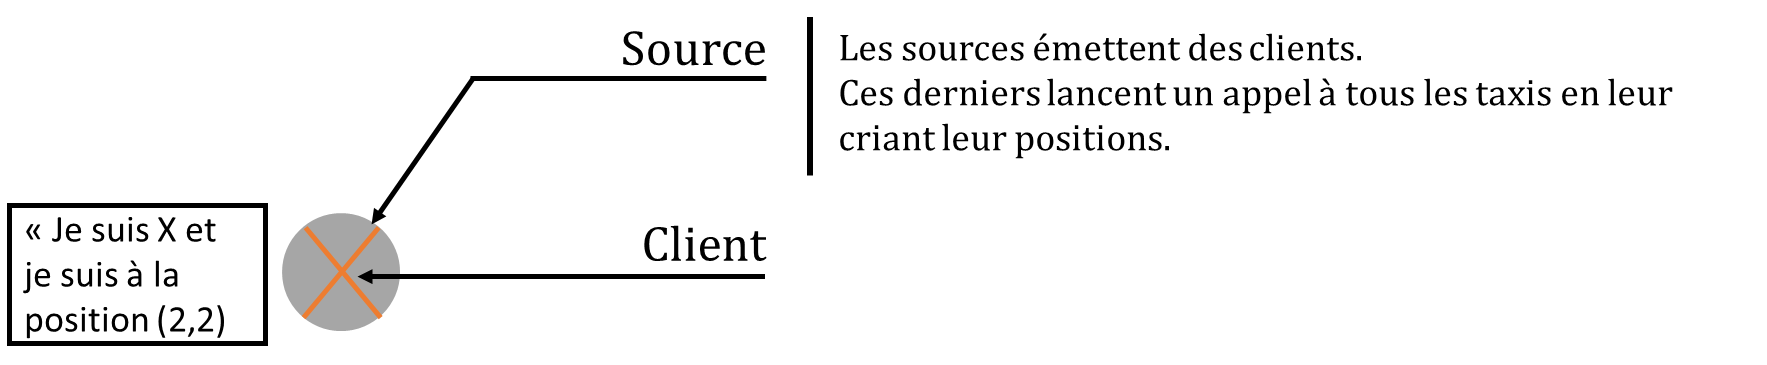 Source
Les sources émettent des clients.
Ces derniers lancent un appel à tous les taxis en leur
criant leur positions.
« Je suis X et
je suis à la
position (2,2)
Client